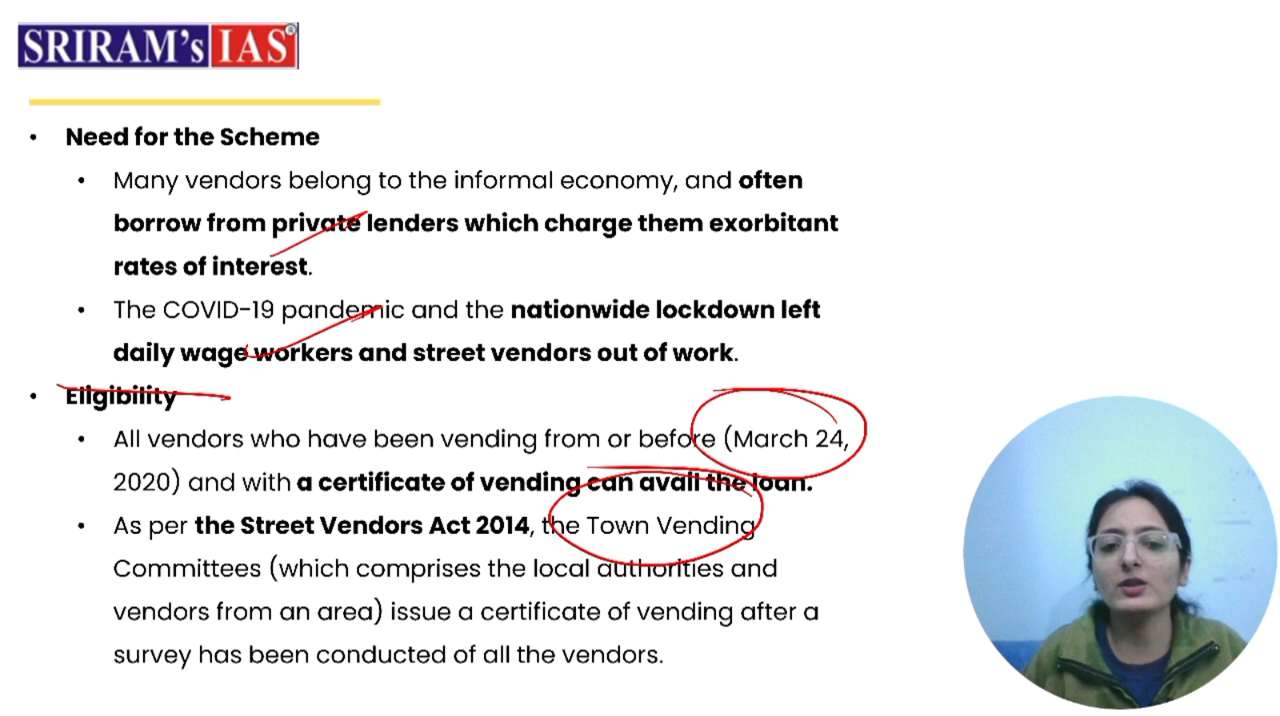 SRIRAM's IAS®
• Need for the Scheme
• Many vendors belong to the informal economy, and often
borrow from private lenders which charge them exorbitant
rates of interest.
• The COVID-19 pandemic and the nationwide lockdown left
daily wage workers and street vendors out of work.
• Eligibility
• All vendors who have been vending from or before (March 24,
2020) and with a certificate of vending can avail the loan.
• As per the Street Vendors Act 2014, the Town Vending
Committees (which comprises the local authorities and
vendors from an area) issue a certificate of vending after a
survey has been conducted of all the vendors.